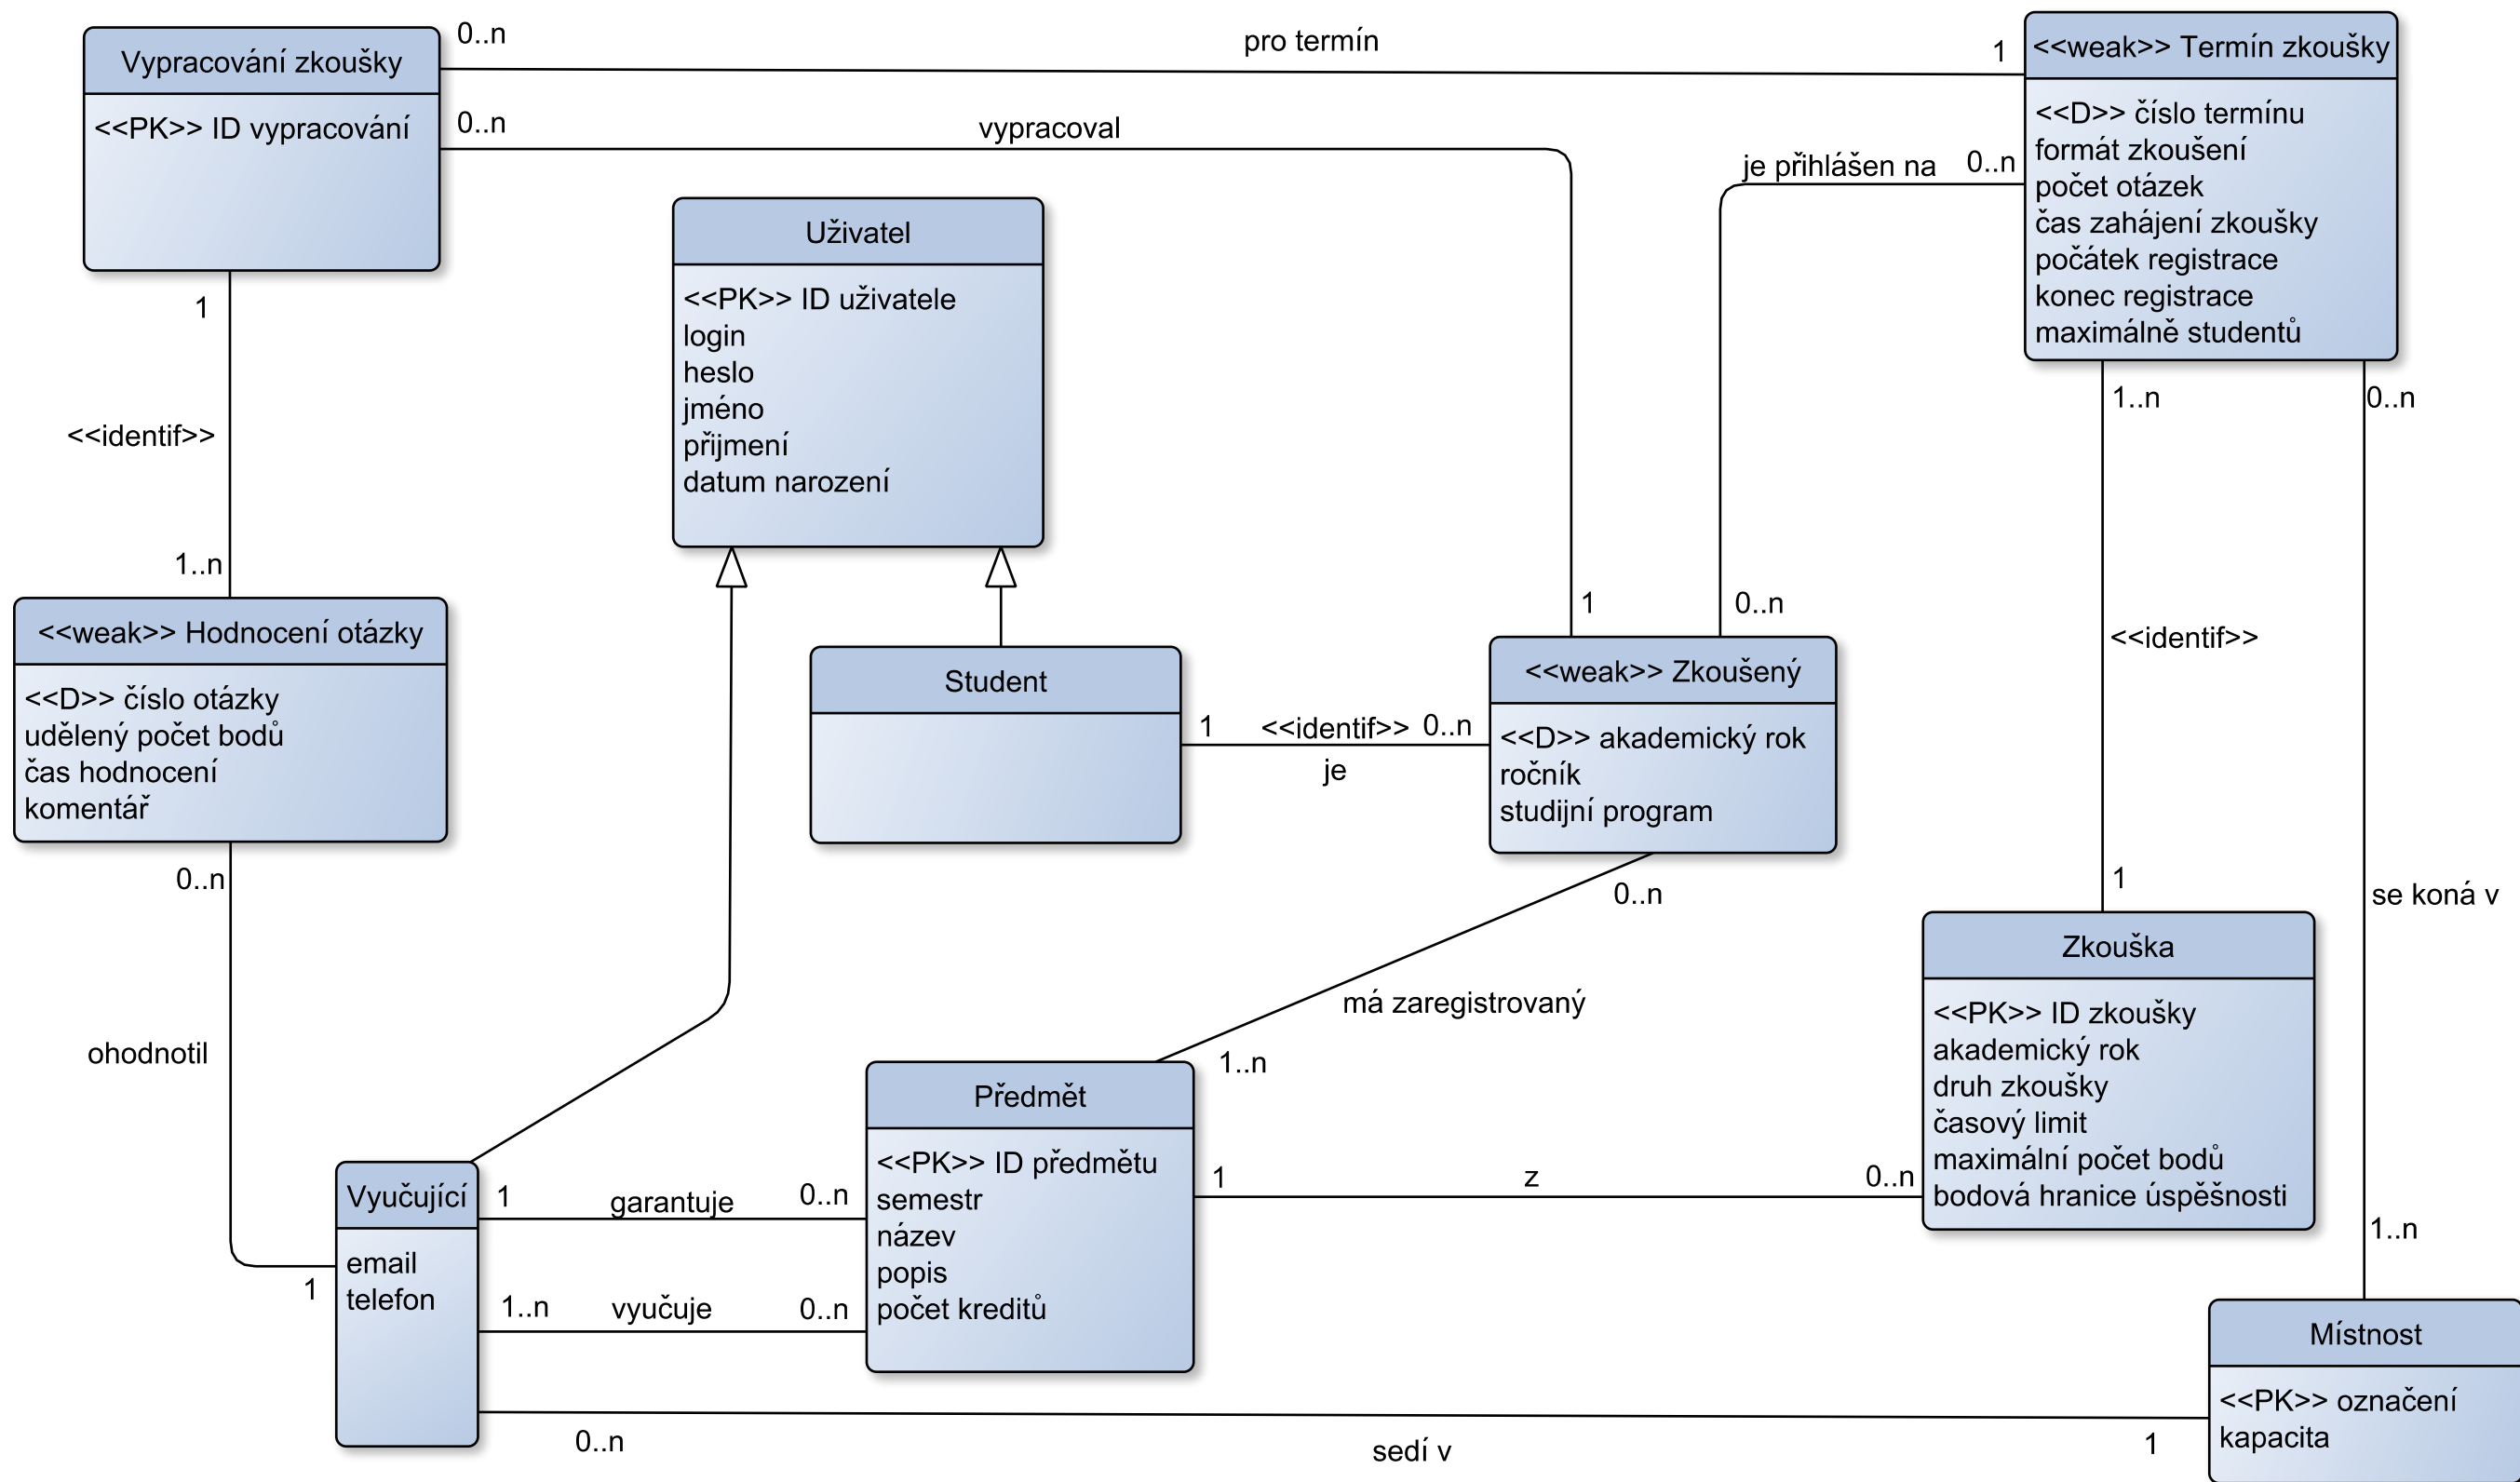 Vypracování zkoušky
<<PK>> ID vypracování
0..n
pro termín
1
<<weak>> Termín zkoušky
<<D>> číslo termínu
formát zkoušení
počet otázek
čas zahájení zkoušky
počátek registrace
konec registrace
maximálně studentů
0..n
vypracoval
1
je přihlášen na
0..n
0..n
Uživatel
<<PK>> ID uživatele
login
heslo
jméno
přijmení
datum narození
1
<<identif>>
1..n
1..n
<<identif>>
1
0..n
se koná v
1..n
<<weak>> Hodnocení otázky
<<D>> číslo otázky
udělený počet bodů
čas hodnocení
komentář
Student
1
<<identif>>
0..n
je
<<weak>> Zkoušený
<<D>> akademický rok
ročník
studijní program
0..n
má zaregistrovaný
1..n
0..n
ohodnotil
1
Zkouška
<<PK>> ID zkoušky
akademický rok
druh zkoušky
časový limit
maximální počet bodů
bodová hranice úspěšnosti
Předmět
<<PK>> ID předmětu
semestr
název
popis
počet kreditů
1
z
0..n
Vyučující
email
telefon
1
garantuje
0..n
1..n
vyučuje
0..n
0..n
sedí v
1
Místnost
<<PK>> označení
kapacita